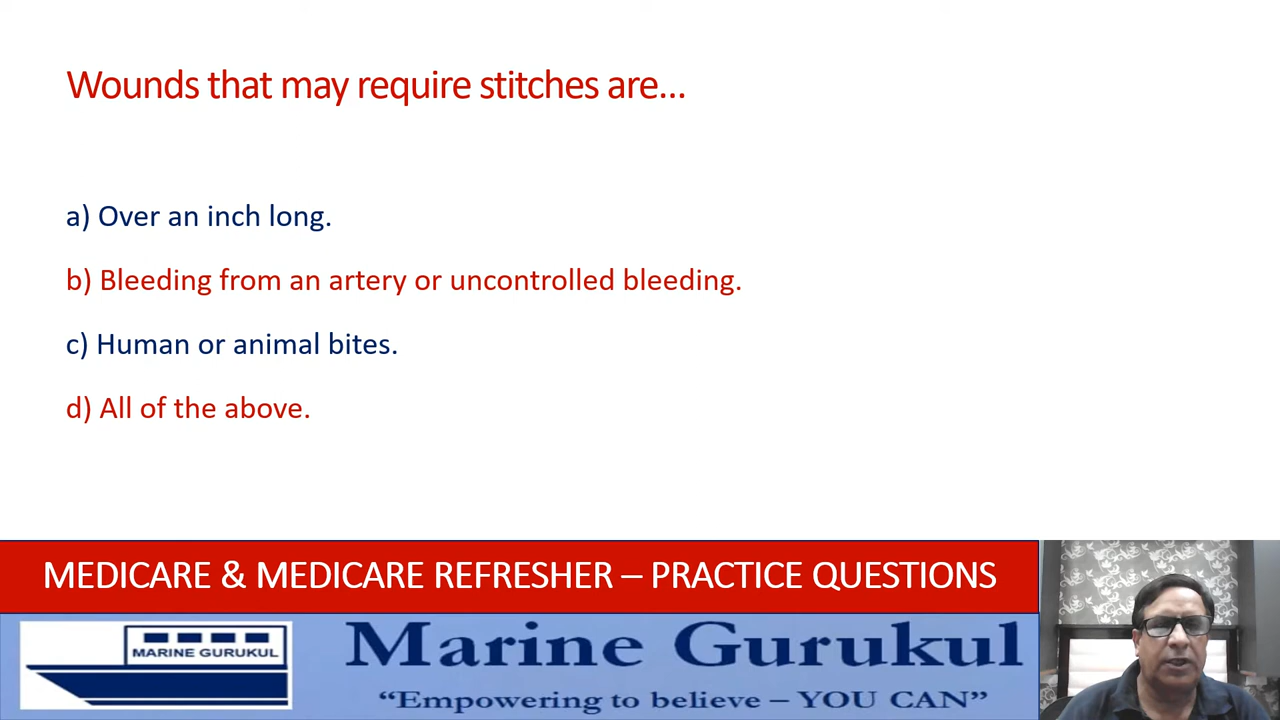 Wounds that may require stitches are...
a) Over an inch long.
b) Bleeding from an artery or uncontrolled bleeding.
c) Human or animal bites.
d) All of the above.
MEDICARE & MEDICARE REFRESHER – PRACTICE QUESTIONS
MARINE GURUKUL
Marine Gurukul
“Empowering to believe – YOU CAN”